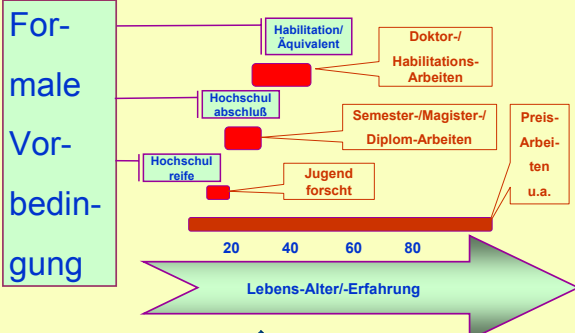 For-
male
Vor-
bedin-
gung
Habilitation/
Äquivalent
Doktor-/
Habilitations-
Arbeiten
Hochschul
abschluß
Semester-/Magister-/
Diplom-Arbeiten
Preis-
Arbei-
ten
u.a.
Hochschul
reife
Jugend
forscht
20 40 60 80
Lebens-Alter/-Erfahrung